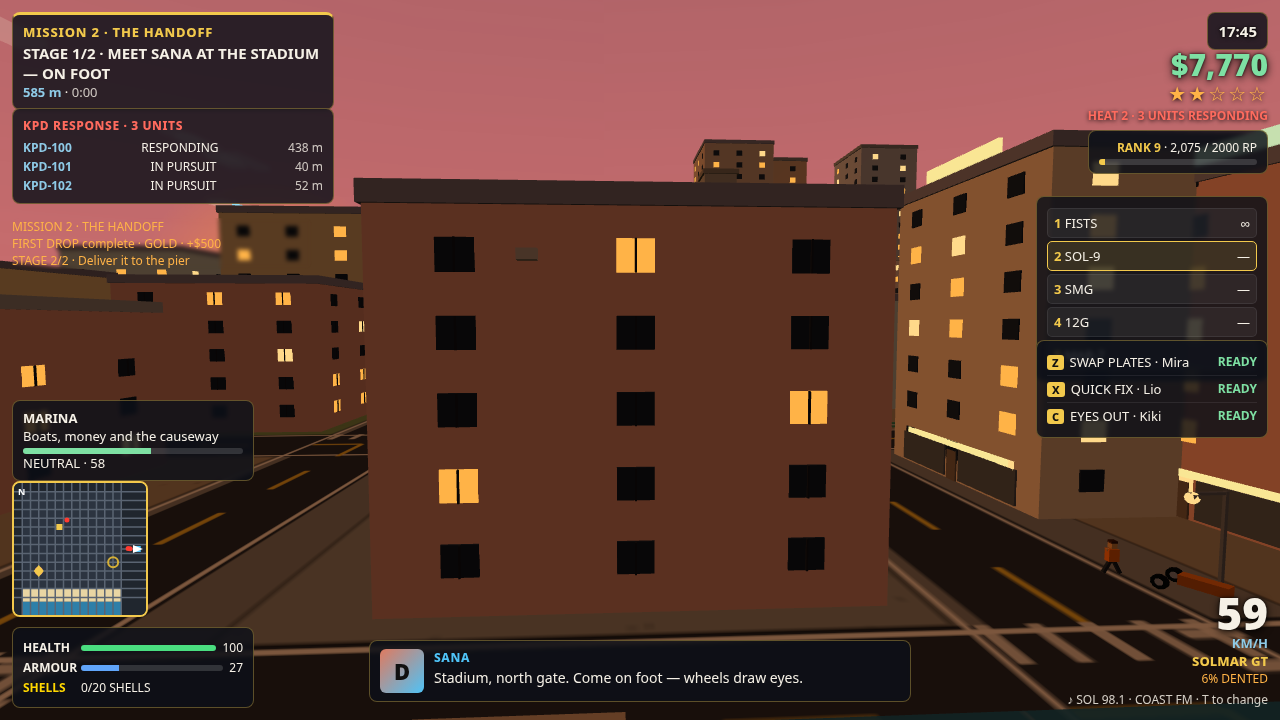 MISSION 2 · THE HANDOFF
STAGE 1/2 · MEET SANA AT THE STADIUM
— ON FOOT
585 m · 0:00
KPD RESPONSE · 3 UNITS
KPD-100 RESPONDING 438 m
KPD-101 IN PURSUIT 40 m
KPD-102 IN PURSUIT 52 m
MISSION 2 · THE HANDOFF
FIRST DROP complete · GOLD · +$500
STAGE 2/2 · Deliver it to the pier
MARINA
Boats, money and the causeway
NEUTRAL · 58
N
HEALTH 100
ARMOUR 27
SHELLS 0/20 SHELLS
D
SANA
Stadium, north gate. Come on foot — wheels draw eyes.
17:45
$7,770
★★☆☆☆
HEAT 2 · 3 UNITS RESPONDING
RANK 9 · 2,075 / 2000 RP
1 FISTS ∞
2 SOL-9 —
3 SMG —
4 12G —
Z SWAP PLATES · Mira READY
X QUICK FIX · Lio READY
C EYES OUT · Kiki READY
59
KM/H
SOLMAR GT
6% DENTED
♪ SOL 98.1 · COAST FM · T to change